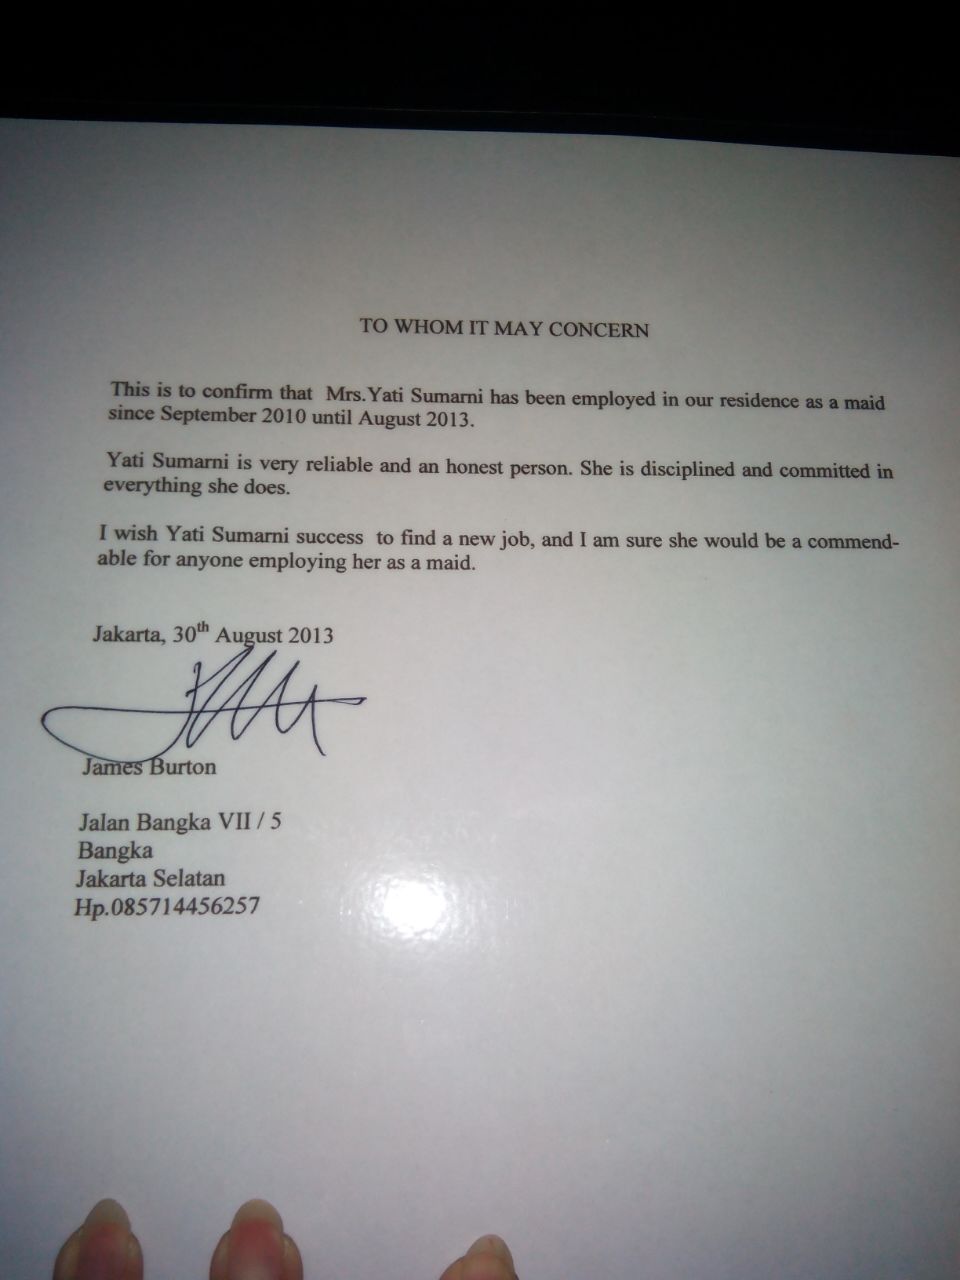 TO WHOM IT MAY CONCERN
This is to confirm that Mrs.Yati Sumarni has been employed in our residence as a maid
since September 2010 until August 2013.
Yati Sumarni is very reliable and an honest person. She is disciplined and committed in
everything she does.
I wish Yati Sumarni success to find a new job, and I am sure she would be a commend-
able for anyone employing her as a maid.
Jakarta, 30th August 2013
James Burton
Jalan Bangka VII / 5
Bangka
Jakarta Selatan
Hp.085714456257